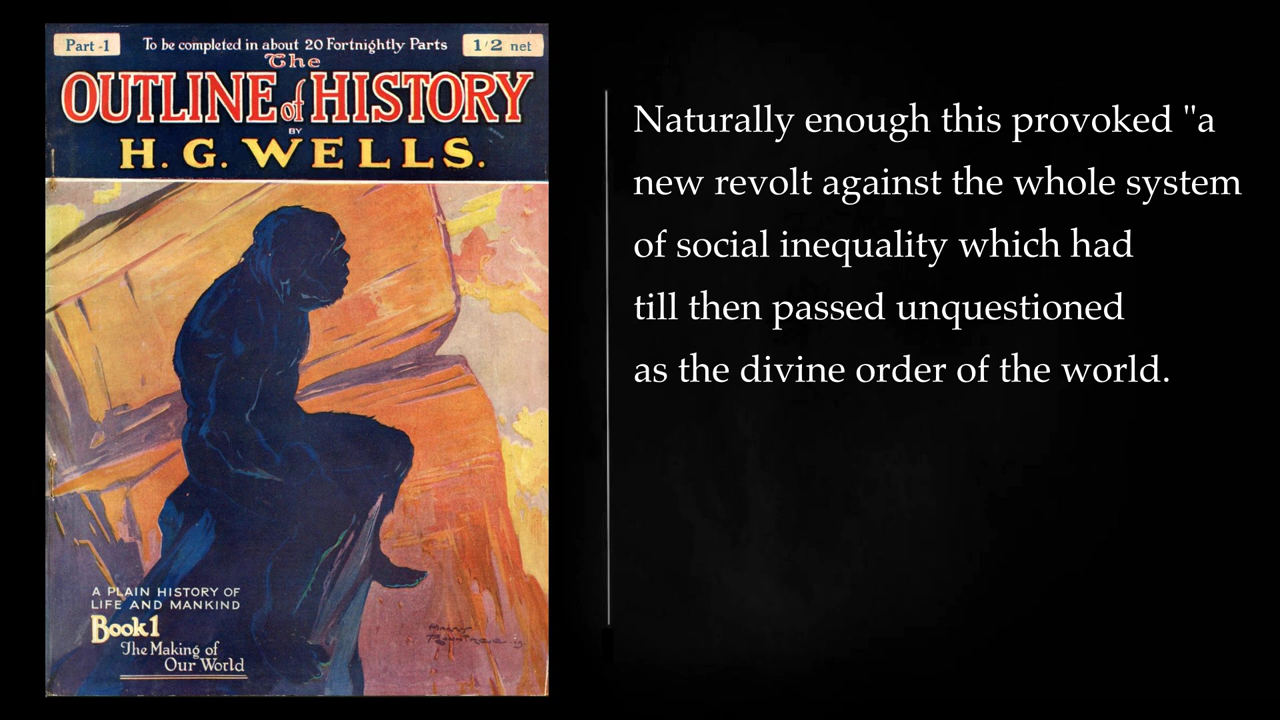 Part -1
To be completed in about 20 Fortnightly Parts
1/2 net
The
OUTLINE of HISTORY
BY
H. G. WELLS.
A PLAIN HISTORY OF
LIFE AND MANKIND
Book 1
The Making of
Our World
Naturally enough this provoked "a
new revolt against the whole system
of social inequality which had
till then passed unquestioned
as the divine order of the world.